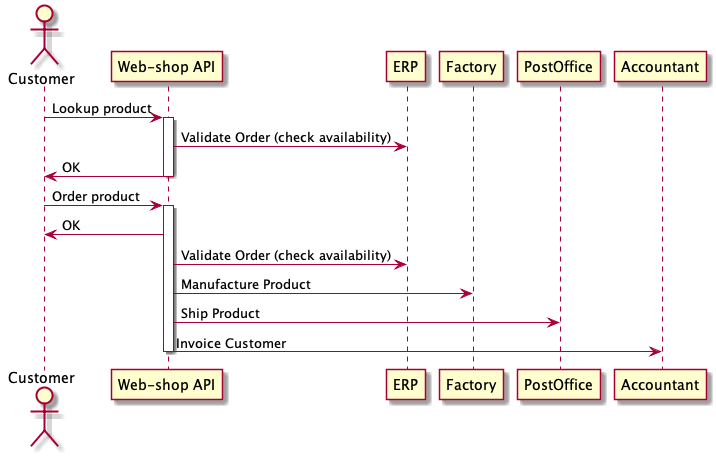 Customer
Web-shop API
ERP
Factory
PostOffice
Accountant
Lookup product
Validate Order (check availability)
OK
Order product
OK
Validate Order (check availability)
Manufacture Product
Ship Product
Invoice Customer
Customer
Web-shop API
ERP
Factory
PostOffice
Accountant